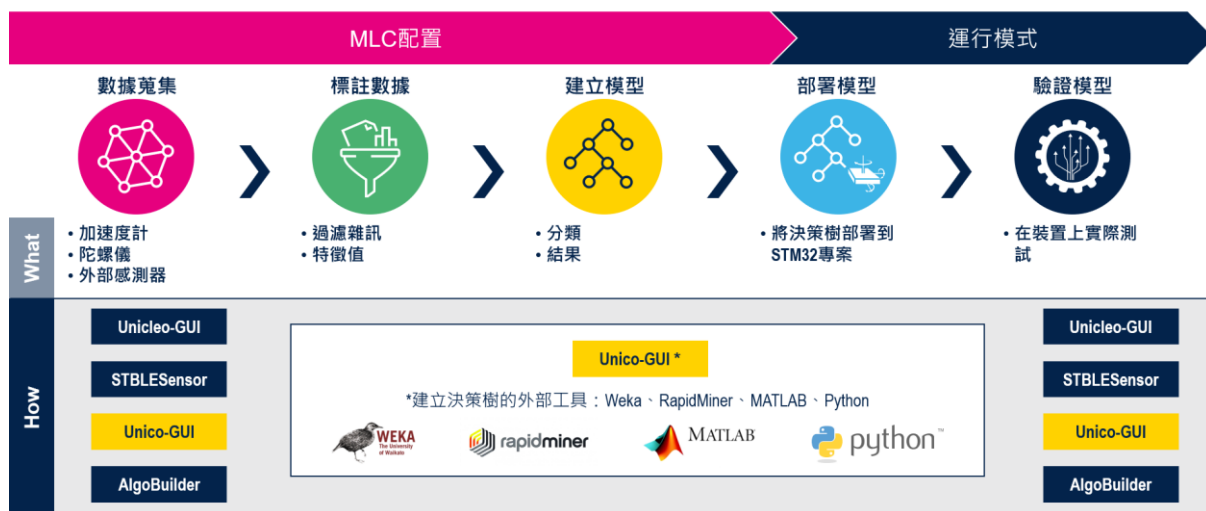 MLC配置
運行模式
數據蒐集
標註數據
建立模型
部署模型
驗證模型
What
• 加速度計
• 陀螺儀
• 外部感測器
• 過濾雜訊
• 特徵值
• 分類
• 結果
• 將決策樹部署到
STM32專案
• 在裝置上實際測
試
How
Unicleo-GUI
STBLESensor
Unico-GUI
AlgoBuilder
Unico-GUI *
*建立決策樹的外部工具：Weka、RapidMiner、MATLAB、Python
WEKA
The University
of Waikato
rapidminer
MATLAB
python™
Unicleo-GUI
STBLESensor
Unico-GUI
AlgoBuilder